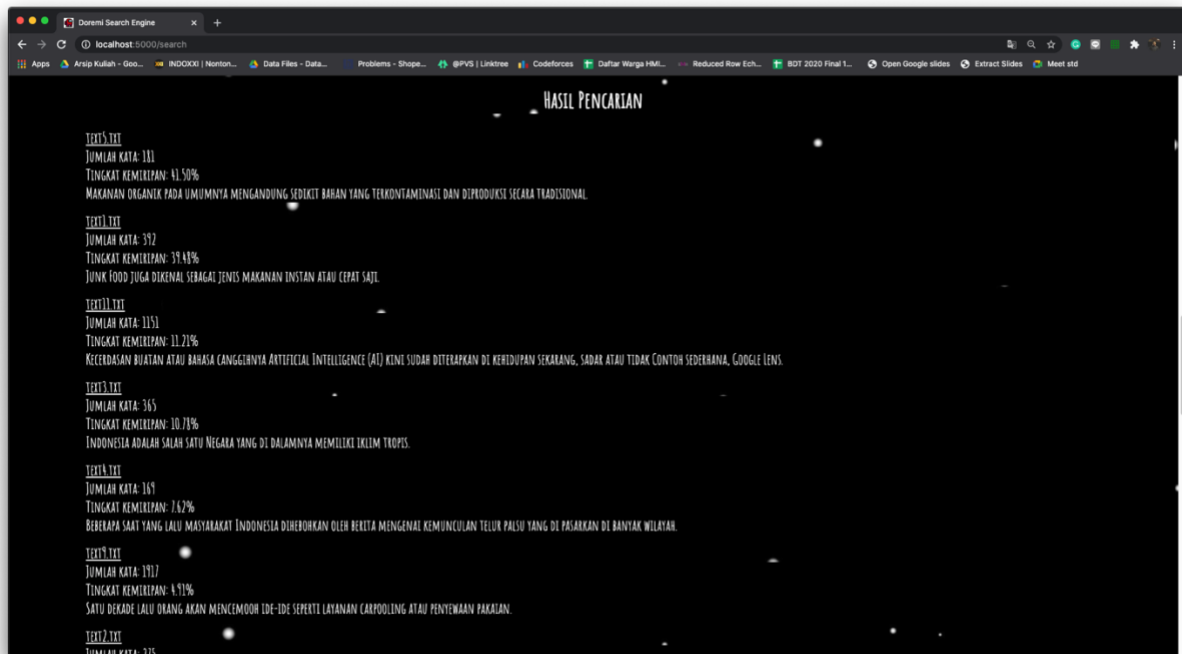 Doremi Search Engine
localhost:5000/search
Apps Arsip Kuliah - Goo... INDOXXI | Nonton... Data Files - Data... Problems - Shope... @PVS | Linktree Codeforces Daftar Warga HMI... Reduced Row Ech... BDT 2020 Final 1... Open Google slides Extract Slides Meet std
Hasil Pencarian
text5.txt
Jumlah kata: 181
Tingkat kemiripan: 41.50%
Makanan organik pada umumnya mengandung sedikit bahan yang terkontaminasi dan diproduksi secara tradisional.
text1.txt
Jumlah kata: 392
Tingkat kemiripan: 39.48%
Junk Food juga dikenal sebagai jenis makanan instan atau cepat saji.
text11.txt
Jumlah kata: 1151
Tingkat kemiripan: 11.21%
Kecerdasan buatan atau bahasa canggihnya Artificial Intelligence (AI) kini sudah diterapkan di kehidupan sekarang, sadar atau tidak Contoh sederhana, Google Lens.
text3.txt
Jumlah kata: 365
Tingkat kemiripan: 10.78%
Indonesia adalah salah satu Negara yang di dalamnya memiliki iklim tropis.
text4.txt
Jumlah kata: 169
Tingkat kemiripan: 7.62%
Beberapa saat yang lalu masyarakat Indonesia dihebohkan oleh berita mengenai kemunculan telur palsu yang di pasarkan di banyak wilayah.
text9.txt
Jumlah kata: 1917
Tingkat kemiripan: 4.91%
Satu dekade lalu orang akan mencemooh ide-ide seperti layanan carpooling atau penyewaan pakaian.
text2.txt
Jumlah kata: